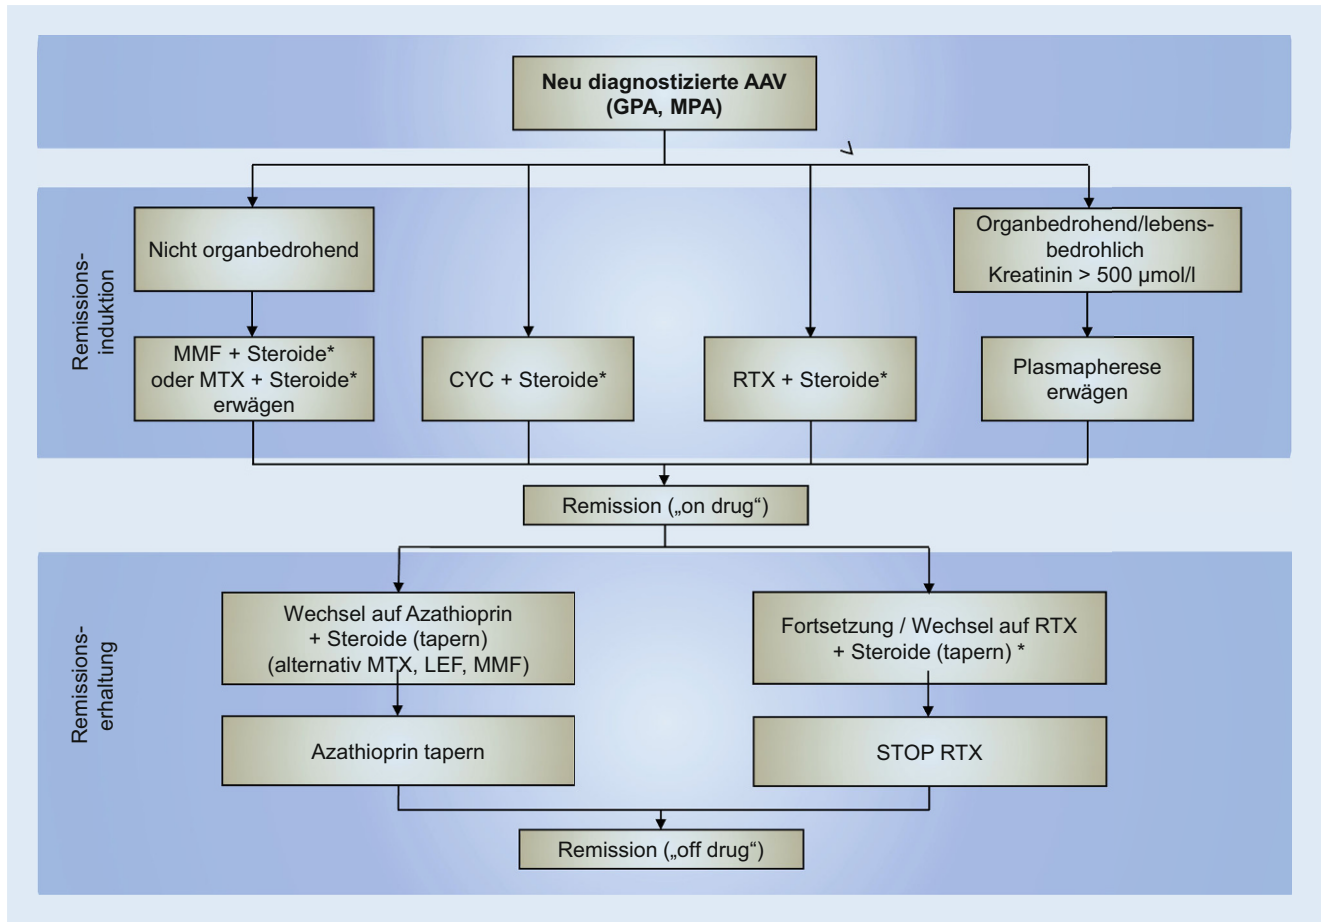 Neu diagnostizierte AAV
(GPA, MPA)
>
Remissions-
induktion
Nicht organbedrohend
Organbedrohend/lebens-
bedrohlich
Kreatinin > 500 µmol/l
MMF + Steroide*
oder MTX + Steroide*
erwägen
CYC + Steroide*
RTX + Steroide*
Plasmapherese
erwägen
Remission („on drug“)
Remissions-
erhaltung
Wechsel auf Azathioprin
+ Steroide (tapern)
(alternativ MTX, LEF, MMF)
Fortsetzung / Wechsel auf RTX
+ Steroide (tapern) *
Azathioprin tapern
STOP RTX
Remission („off drug“)